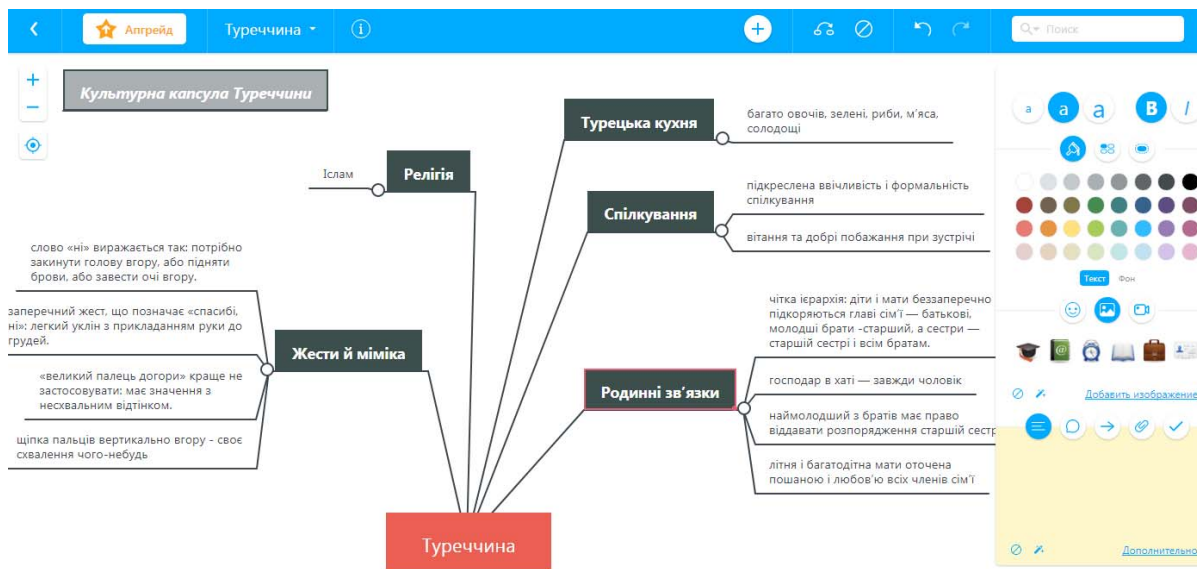 Апгрейд
Туреччина
Поиск
Культурна капсула Туреччини
Турецька кухня
багато овочів, зелені, риби, м'яса,
солодощі
Релігія
Іслам
Спілкування
підкреслена ввічливість і формальність
спілкування
вітання та добрі побажання при зустрічі
Жести й міміка
слово «ні» виражається так: потрібно
закинути голову вгору, або підняти
брови, або завести очі вгору.
заперечний жест, що позначає «спасибі,
ні»: легкий уклін з прикладанням руки до
грудей.
«великий палець догори» краще не
застосовувати: має значення з
несхвальним відтінком.
щіпка пальців вертикально вгору - своє
схвалення чого-небудь
Родинні зв'язки
чітка ієрархія: діти і мати беззаперечно
підкоряються главі сім'ї — батькові,
молодші брати -старший, а сестри —
старшій сестрі і всім братам.
господар в хаті — завжди чоловік
наймолодший з братів має право
віддавати розпорядження старшій сестр
літня і багатодітна мати оточена
пошаною і любов'ю всіх членів сім'ї
Туреччина
a a a B I
Текст Фон
Добавить изображение
Дополнительно